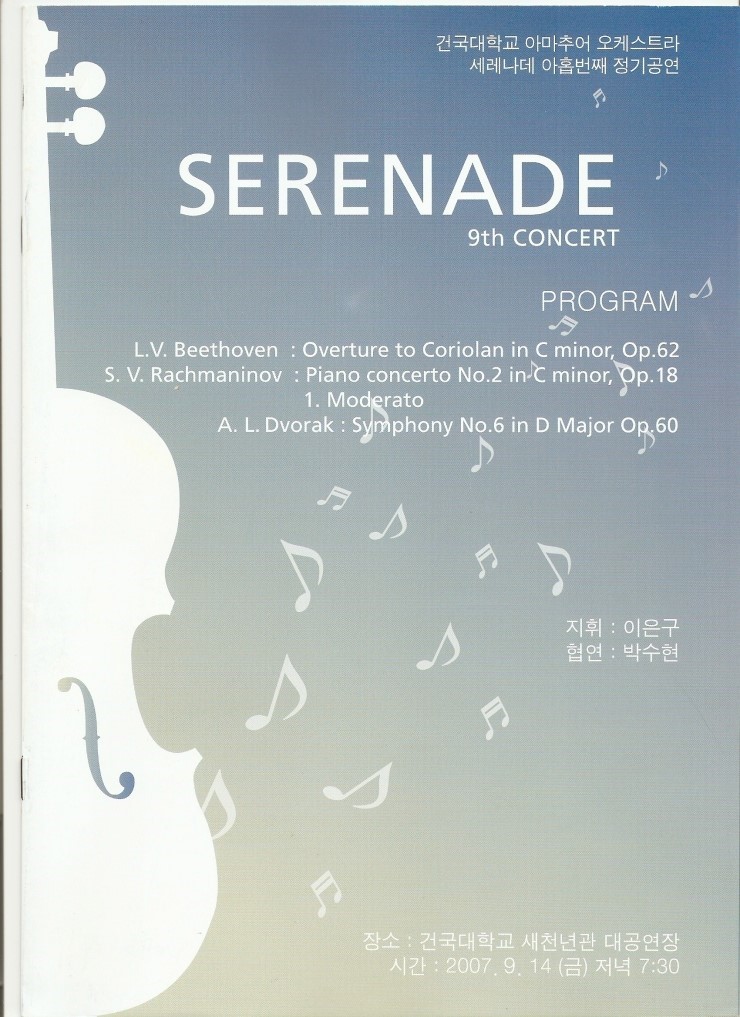 건국대학교 아마추어 오케스트라
세레나데 아홉번째 정기공연
SERENADE
9th CONCERT
PROGRAM
L.V. Beethoven : Overture to Coriolan in C minor, Op.62
S. V. Rachmaninov : Piano concerto No.2 in C minor, Op.18
1. Moderato
A. L. Dvorak : Symphony No.6 in D Major Op.60
지휘 : 이은구
협연 : 박수현
장소 : 건국대학교 새천년관 대공연장
시간 : 2007. 9. 14 (금) 저녁 7:30